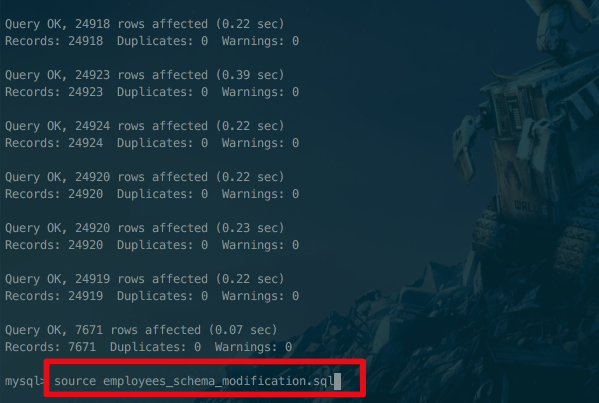 Query OK, 24918 rows affected (0.22 sec)
Records: 24918  Duplicates: 0  Warnings: 0
Query OK, 24923 rows affected (0.39 sec)
Records: 24923  Duplicates: 0  Warnings: 0
Query OK, 24924 rows affected (0.22 sec)
Records: 24924  Duplicates: 0  Warnings: 0
Query OK, 24920 rows affected (0.22 sec)
Records: 24920  Duplicates: 0  Warnings: 0
Query OK, 24920 rows affected (0.23 sec)
Records: 24920  Duplicates: 0  Warnings: 0
Query OK, 24919 rows affected (0.22 sec)
Records: 24919  Duplicates: 0  Warnings: 0
Query OK, 7671 rows affected (0.07 sec)
Records: 7671  Duplicates: 0  Warnings: 0
mysql> source employees_schema_modification.sql